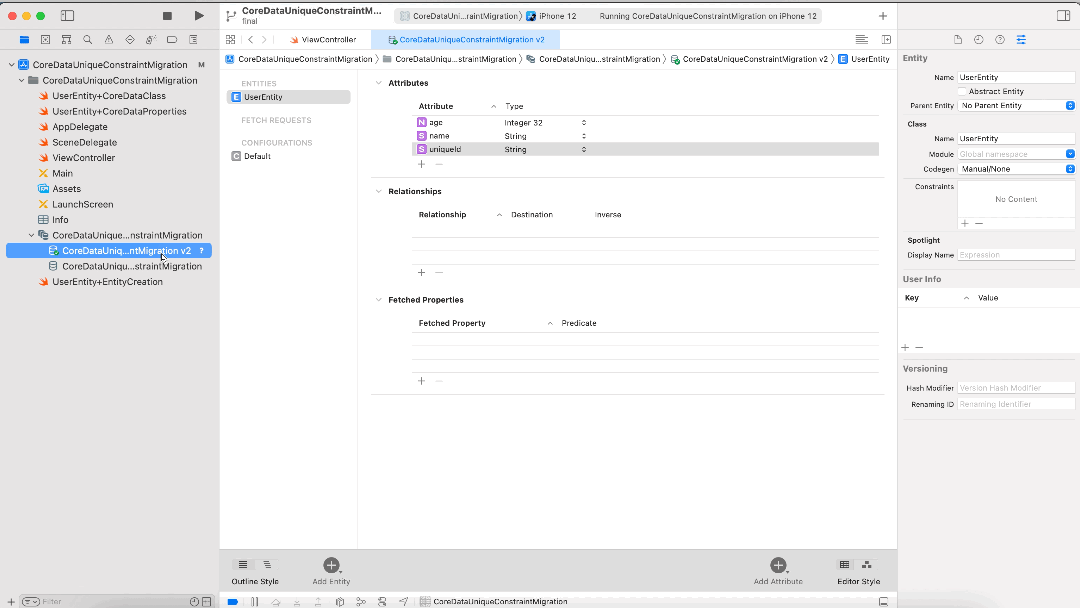 CoreDataUniqueConstraintM...
final
CoreDataUni...raintMigration
iPhone 12
Running CoreDataUniqueConstraintMigration on iPhone 12
ViewController
CoreDataUniqueConstraintMigration v2
CoreDataUniqueConstraintMigration
CoreDataUniqu...straintMigration
CoreDataUniqu...straintMigration
CoreDataUniqueConstraintMigration v2
UserEntity
CoreDataUniqueConstraintMigration
M
CoreDataUniqueConstraintMigration
UserEntity+CoreDataClass
UserEntity+CoreDataProperties
AppDelegate
SceneDelegate
ViewController
Main
Assets
LaunchScreen
Info
CoreDataUnique...nstraintMigration
CoreDataUniq...ntMigration v2
?
CoreDataUniqu...straintMigration
UserEntity+EntityCreation
Filter
ENTITIES
E UserEntity
FETCH REQUESTS
CONFIGURATIONS
C Default
Attributes
Attribute Type
N age Integer 32
S name String
S uniqueId String
Relationships
Relationship Destination Inverse
Fetched Properties
Fetched Property Predicate
Outline Style
Add Entity
Add Attribute
Editor Style
CoreDataUniqueConstraintMigration
Entity
Name UserEntity
Abstract Entity
Parent Entity No Parent Entity
Class
Name UserEntity
Module Global namespace
Codegen Manual/None
Constraints
No Content
Spotlight
Display Name Expression
User Info
Key Value
Versioning
Hash Modifier Version Hash Modifier
Renaming ID Renaming Identifier